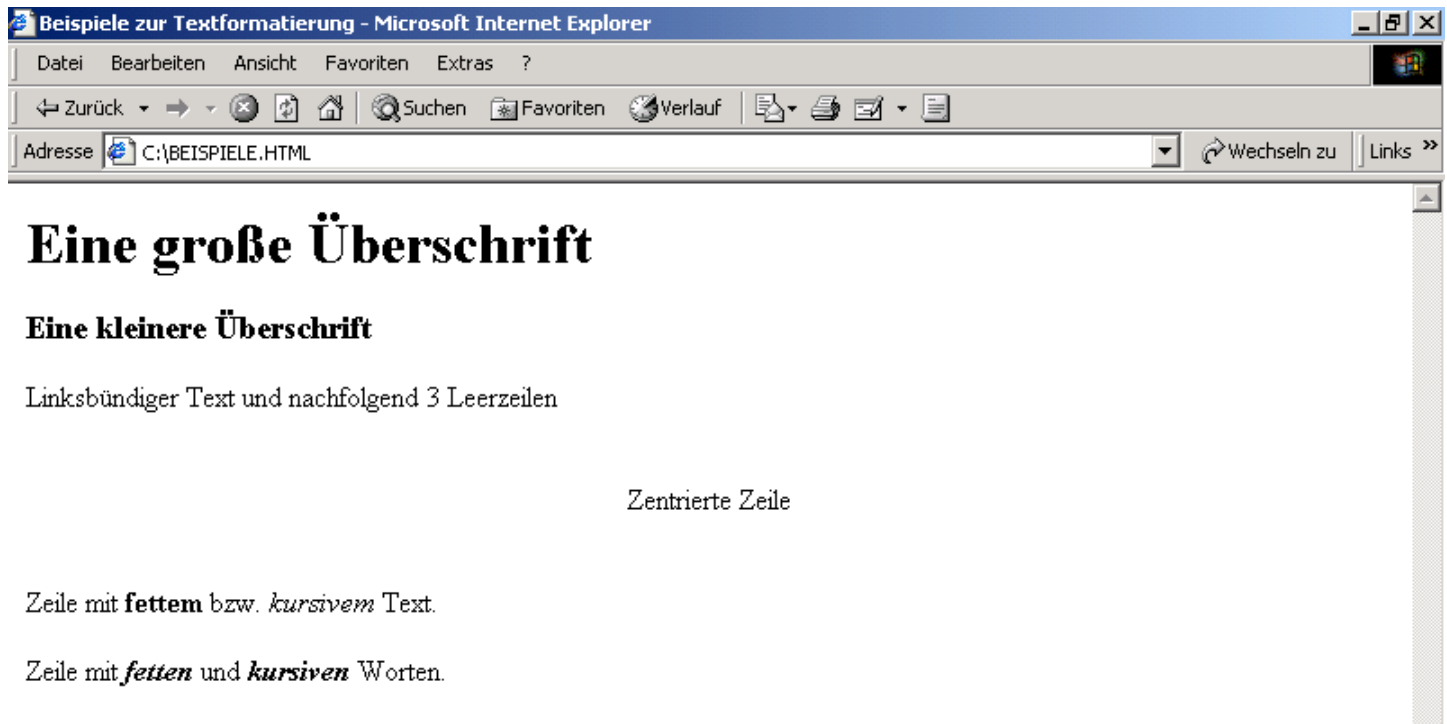 Beispiele zur Textformatierung - Microsoft Internet Explorer
Datei Bearbeiten Ansicht Favoriten Extras ?
Zurück Suchen Favoriten Verlauf
Adresse C:\BEISPIELE.HTML Wechseln zu Links »
Eine große Überschrift
Eine kleinere Überschrift
Linksbündiger Text und nachfolgend 3 Leerzeilen
Zentrierte Zeile
Zeile mit fettem bzw. kursivem Text.
Zeile mit fetten und kursiven Worten.